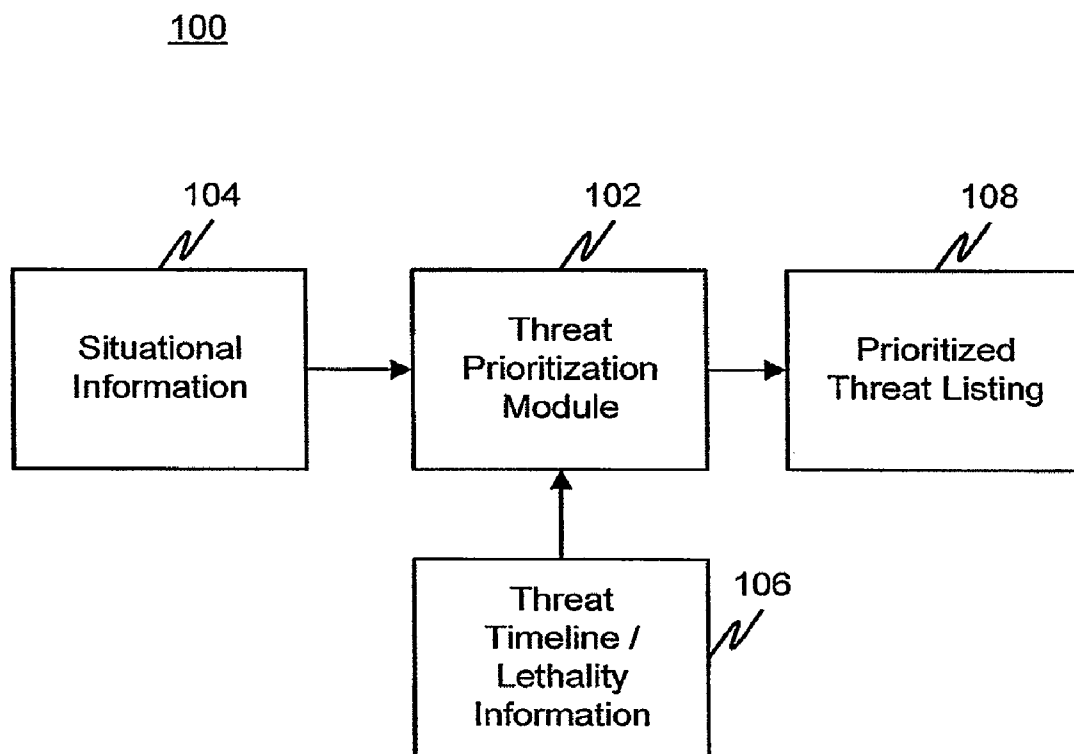 100
104
102
108
Situational
Information
Threat
Prioritization
Module
Prioritized
Threat Listing
106
Threat
Timeline /
Lethality
Information